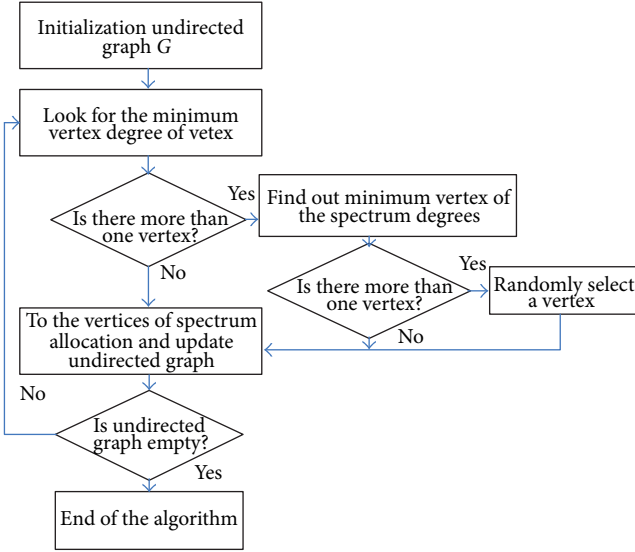 Initialization undirected
graph G
Look for the minimum
vertex degree of vetex
Yes
Find out minimum vertex of
the spectrum degrees
Is there more than
one vertex?
No
Yes
Is there more than
one vertex?
Randomly select
a vertex
No
To the vertices of spectrum
allocation and update
undirected graph
No
Is undirected
graph empty?
Yes
End of the algorithm